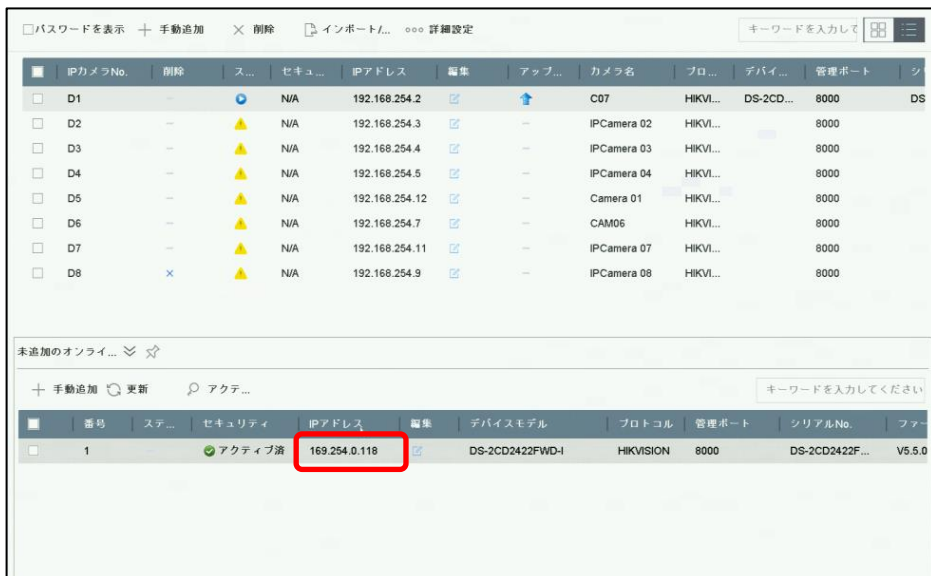 パスワードを表示 手動追加 削除 インポート/... 詳細設定 キーワードを入力して
IPカメラNo. 削除 ス... セキュ... IPアドレス 編集 アップ... カメラ名 プロ... デバイ... 管理ポート シリ
D1 — N/A 192.168.254.2 C07 HIKVI... DS-2CD... 8000 DS
D2 — N/A 192.168.254.3 — IPCamera 02 HIKVI... 8000
D3 — N/A 192.168.254.4 — IPCamera 03 HIKVI... 8000
D4 — N/A 192.168.254.5 — IPCamera 04 HIKVI... 8000
D5 — N/A 192.168.254.12 — Camera 01 HIKVI... 8000
D6 — N/A 192.168.254.7 — CAM06 HIKVI... 8000
D7 — N/A 192.168.254.11 — IPCamera 07 HIKVI... 8000
D8 × N/A 192.168.254.9 — IPCamera 08 HIKVI... 8000
未追加のオンライ...
手動追加 更新 アクテ... キーワードを入力してください
番号 ステ... セキュリティ IPアドレス 編集 デバイスモデル プロトコル 管理ポート シリアルNo. ファー
1 — アクティブ済 169.254.0.118 DS-2CD2422FWD-I HIKVISION 8000 DS-2CD2422F... V5.5.0